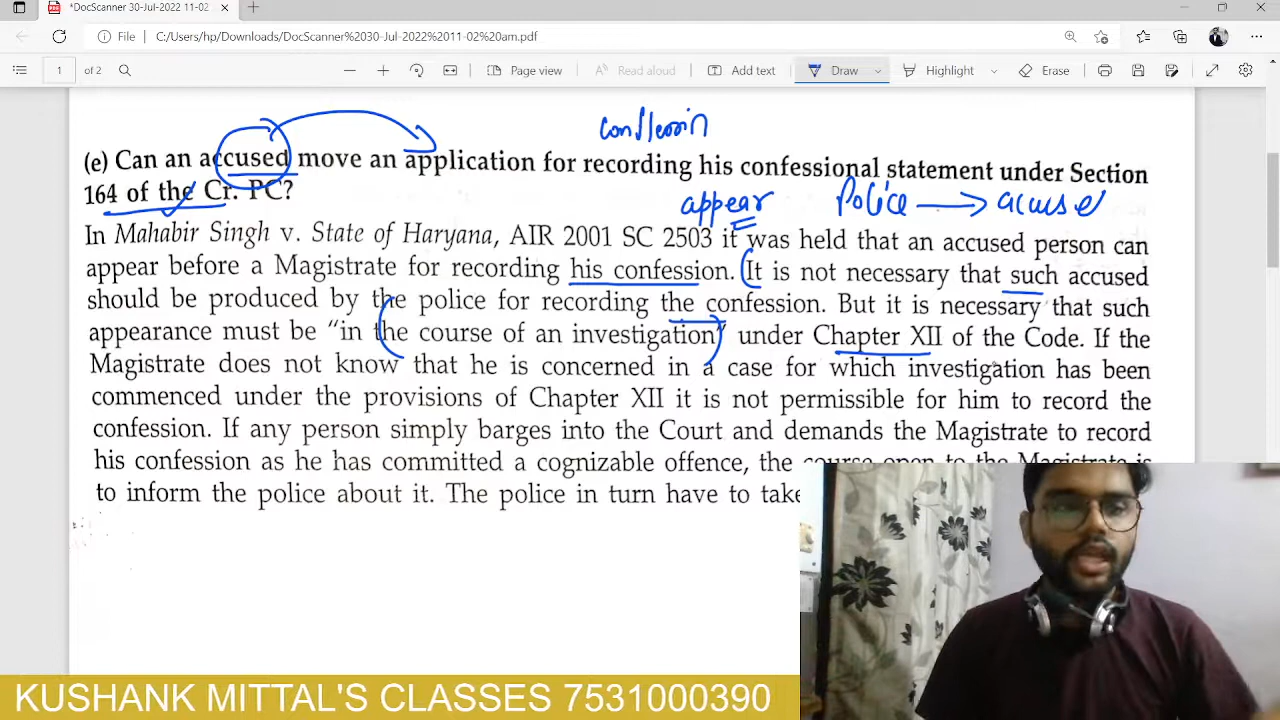 *DocScanner 30-Jul-2022 11-02
File C:/Users/hp/Downloads/DocScanner%2030-Jul-2022%2011-02%20am.pdf
1 of 2 Page view Read aloud Add text Draw Highlight Erase
confession
(e) Can an accused move an application for recording his confessional statement under Section
164 of the Cr. PC?
appear Police → accused
In Mahabir Singh v. State of Haryana, AIR 2001 SC 2503 it was held that an accused person can
appear before a Magistrate for recording his confession. It is not necessary that such accused
should be produced by the police for recording the confession. But it is necessary that such
appearance must be “in the course of an investigation” under Chapter XII of the Code. If the
Magistrate does not know that he is concerned in a case for which investigation has been
commenced under the provisions of Chapter XII it is not permissible for him to record the
confession. If any person simply barges into the Court and demands the Magistrate to record
his confession as he has committed a cognizable offence, the course open to the Magistrate is
to inform the police about it. The police in turn have to take
KUSHANK MITTAL'S CLASSES 7531000390